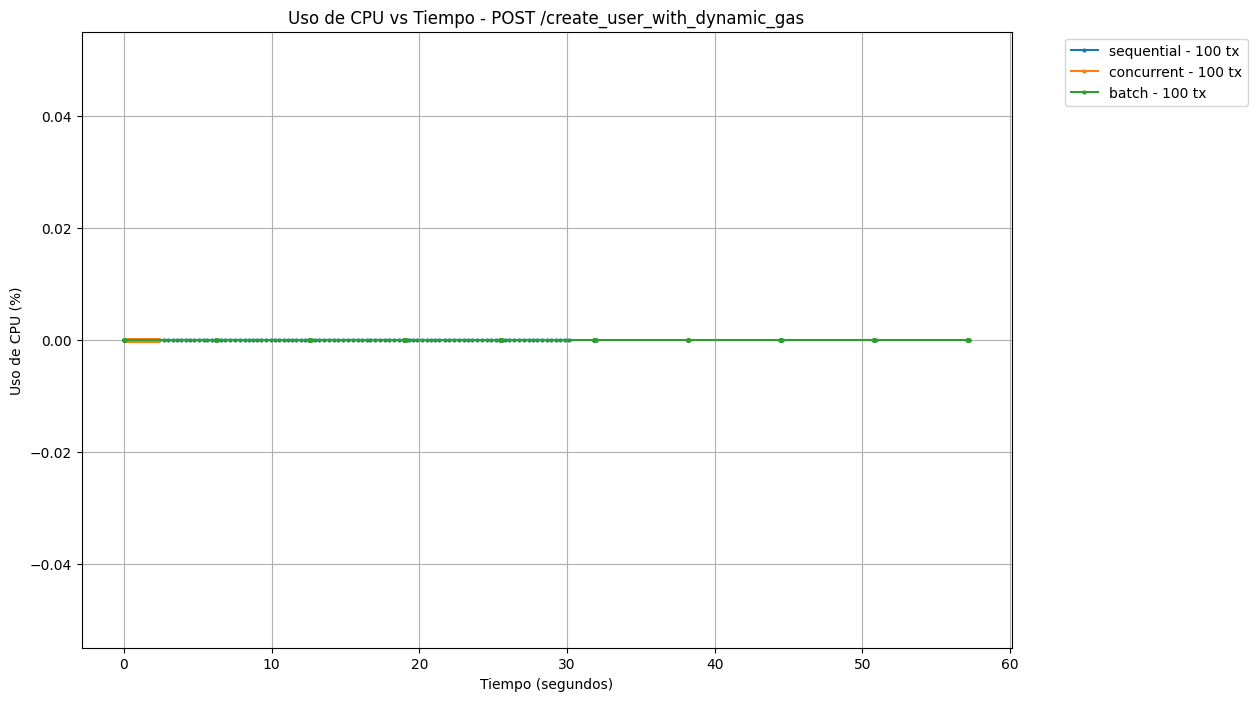 Uso de CPU vs Tiempo - POST /create_user_with_dynamic_gas
sequential - 100 tx
concurrent - 100 tx
batch - 100 tx
Uso de CPU (%)
0.04
0.02
0.00
−0.02
−0.04
0 10 20 30 40 50 60
Tiempo (segundos)